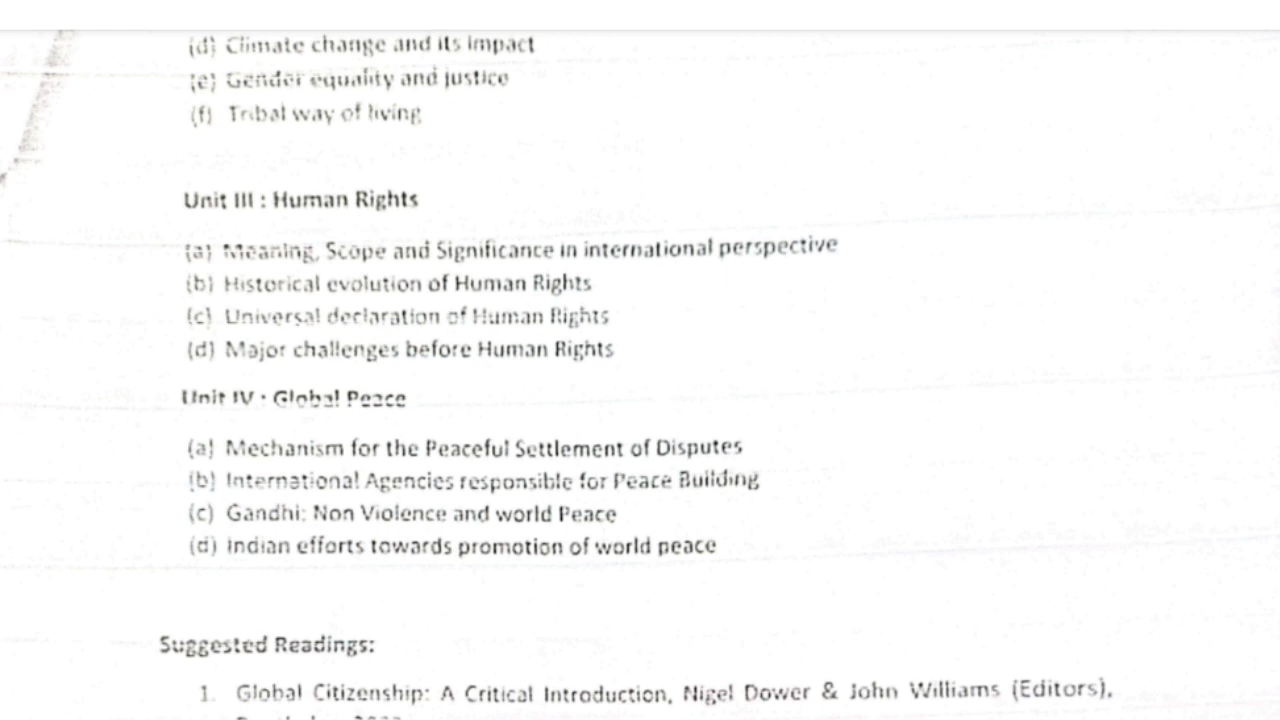 (d) Climate change and its impact
(e) Gender equality and justice
(f) Tribal way of living
Unit III : Human Rights
(a) Meaning, Scope and Significance in international perspective
(b) Historical evolution of Human Rights
(c) Universal declaration of Human Rights
(d) Major challenges before Human Rights
Unit IV : Global Peace
(a) Mechanism for the Peaceful Settlement of Disputes
(b) International Agencies responsible for Peace Building
(c) Gandhi: Non Violence and world Peace
(d) Indian efforts towards promotion of world peace
Suggested Readings:
1. Global Citizenship: A Critical Introduction, Nigel Dower & John Williams (Editors),